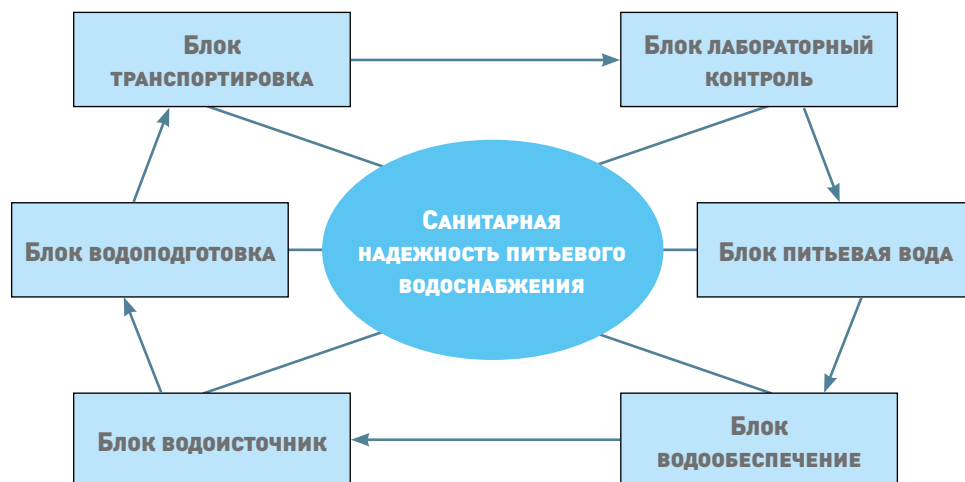 Блок
транспортировка
Блок лабораторный
контроль
Санитарная
надежность питьевого
водоснабжения
Блок водоподготовка
Блок питьевая вода
Блок водоисточник
Блок
водообеспечение